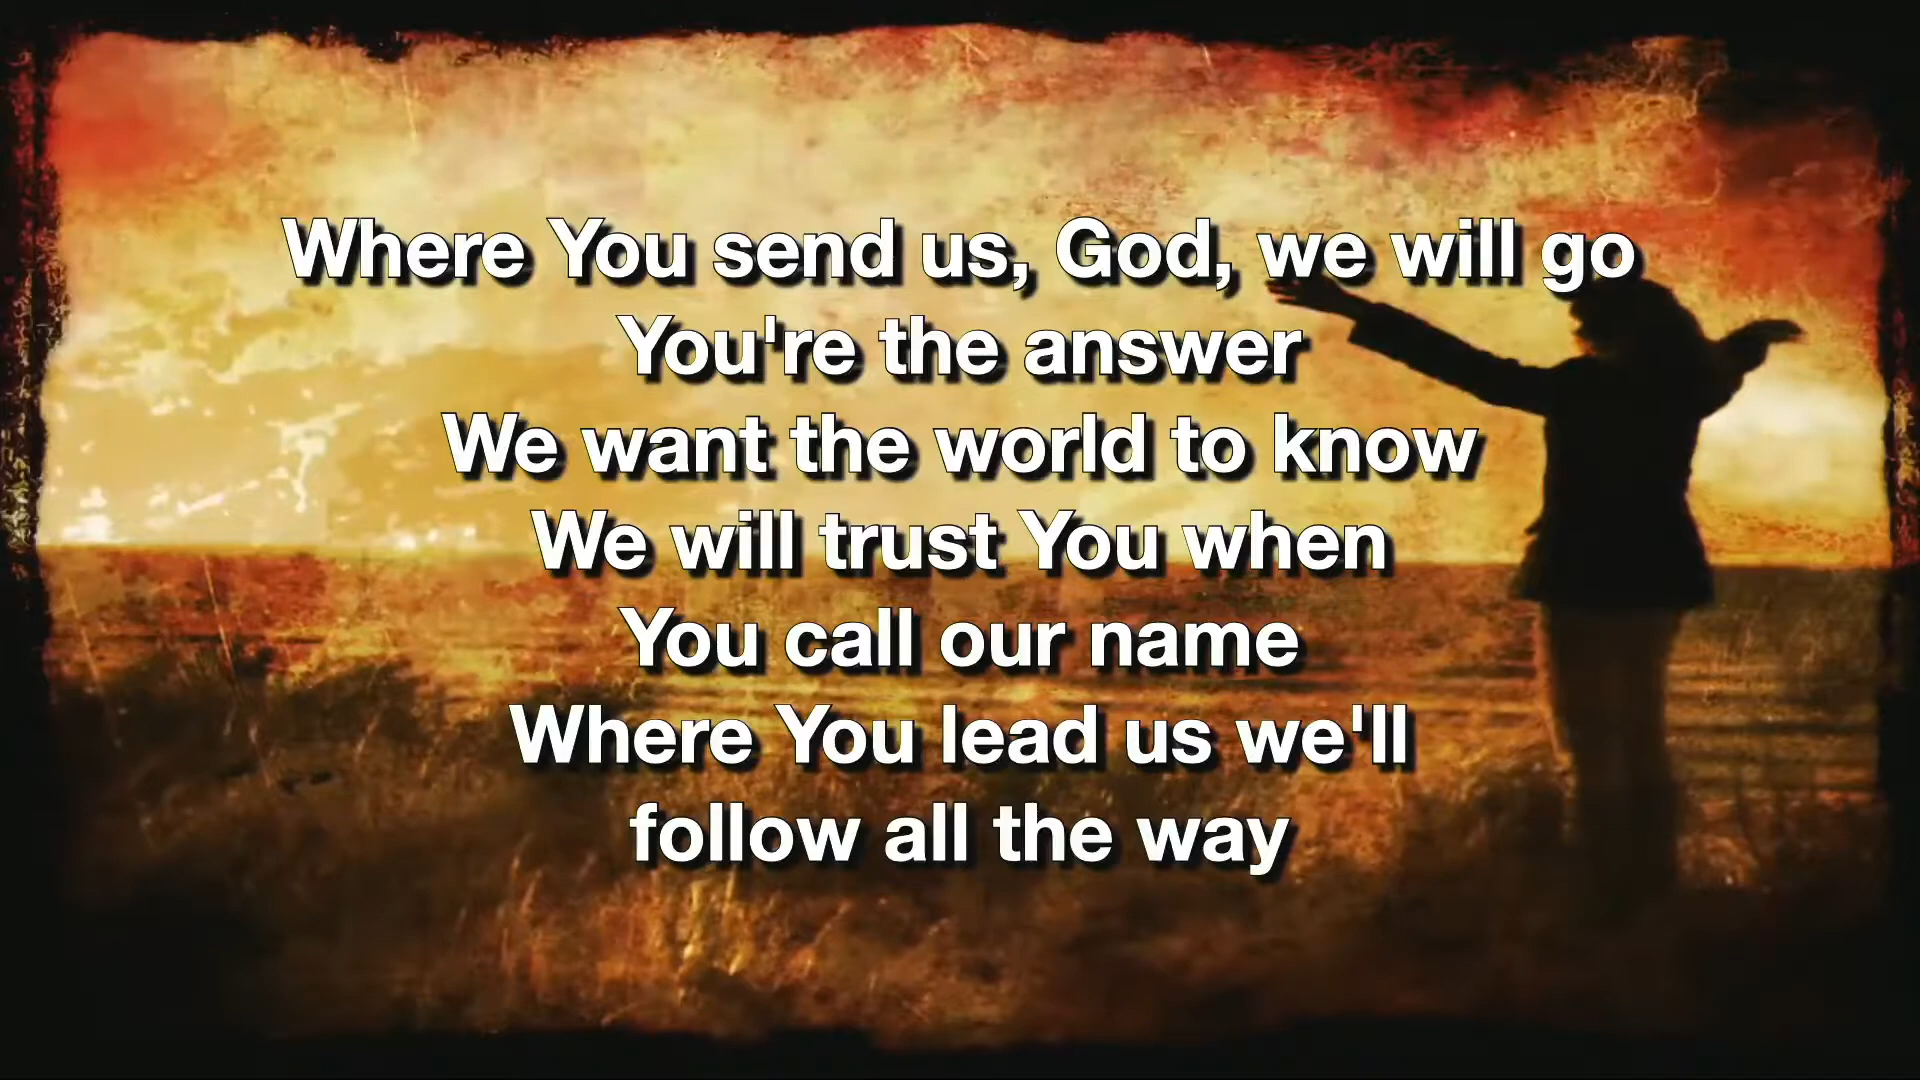 Where You send us, God, we will go
You're the answer
We want the world to know
We will trust You when
You call our name
Where You lead us we'll
follow all the way